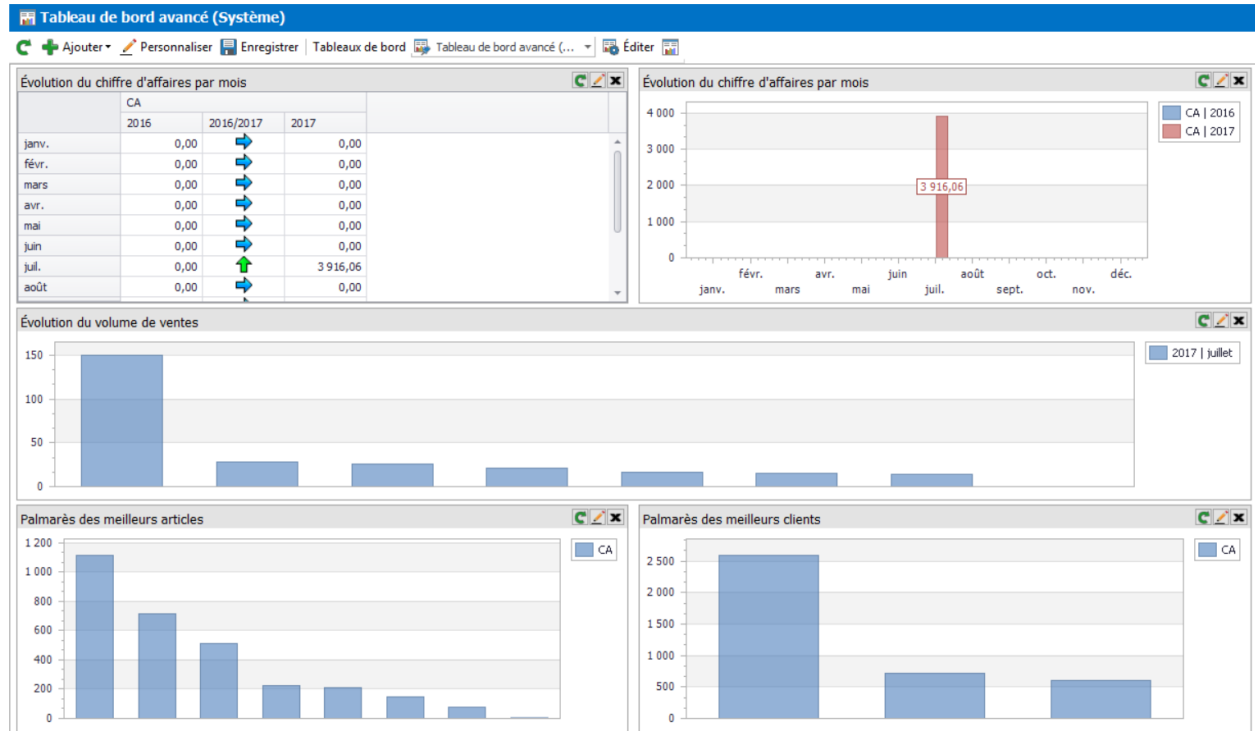 Tableau de bord avancé (Système)
Ajouter Personnaliser Enregistrer Tableaux de bord Tableau de bord avancé (... Éditer
Évolution du chiffre d'affaires par mois
CA
2016 2016/2017 2017
janv. 0,00 0,00
févr. 0,00 0,00
mars 0,00 0,00
avr. 0,00 0,00
mai 0,00 0,00
juin 0,00 0,00
juil. 0,00 3 916,06
août 0,00 0,00
Évolution du chiffre d'affaires par mois
4 000
3 000
2 000
1 000
0
3 916,06
févr. avr. juin août oct. déc.
janv. mars mai juil. sept. nov.
CA | 2016
CA | 2017
Évolution du volume de ventes
150
100
50
0
2017 | juillet
Palmarès des meilleurs articles
1 200
1 000
800
600
400
200
0
CA
Palmarès des meilleurs clients
2 500
2 000
1 500
1 000
500
0
CA